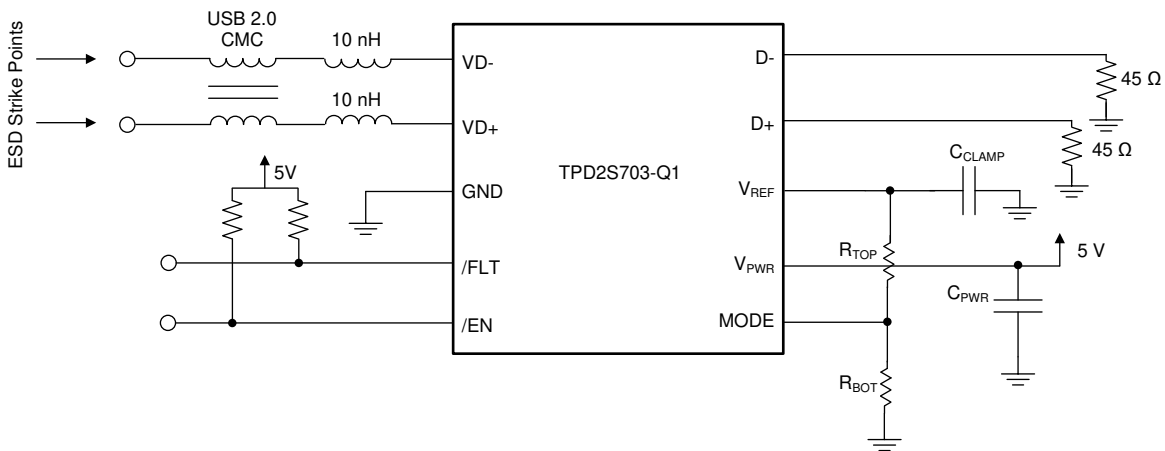 ESD Strike Points
USB 2.0
CMC
10 nH
10 nH
VD-
VD+
GND
/FLT
/EN
5V
TPD2S703-Q1
D-
D+
VREF
VPWR
MODE
45 Ω
45 Ω
CCLAMP
RTOP
5 V
CPWR
RBOT